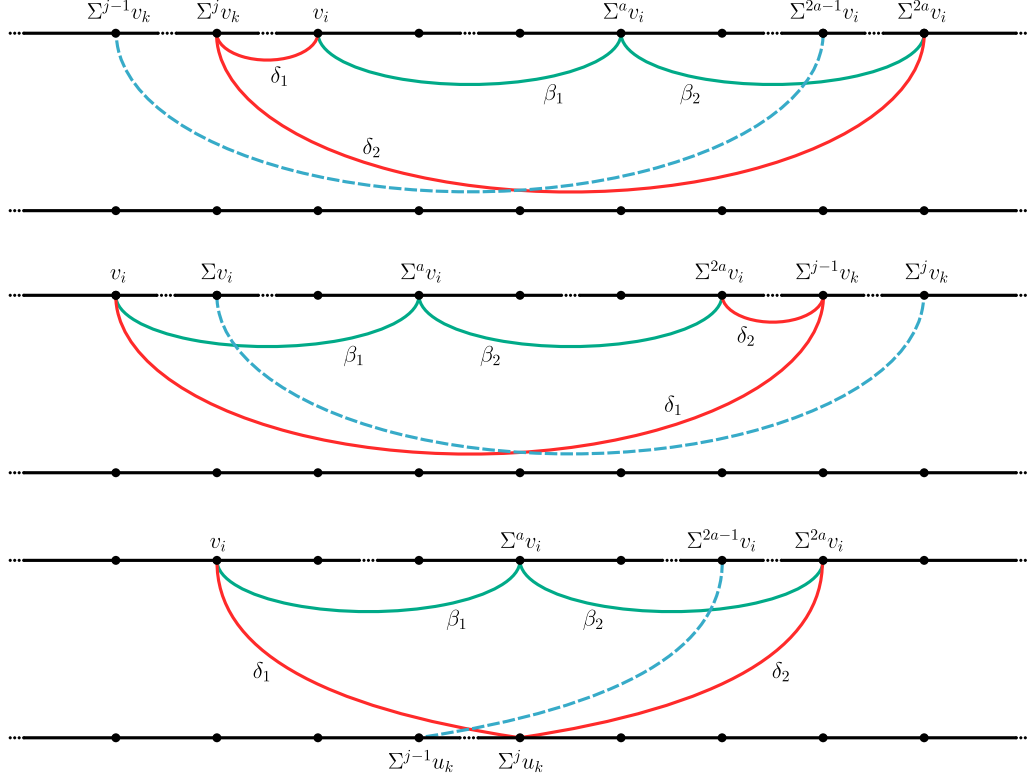 Σ^{j-1}v_k Σ^j v_k v_i Σ^a v_i Σ^{2a-1}v_i Σ^{2a}v_i
δ_1 β_1 β_2
δ_2
v_i Σv_i Σ^a v_i Σ^{2a}v_i Σ^{j-1}v_k Σ^j v_k
β_1 β_2 δ_2
δ_1
v_i Σ^a v_i Σ^{2a-1}v_i Σ^{2a}v_i
β_1 β_2
δ_1 δ_2
Σ^{j-1}u_k Σ^j u_k